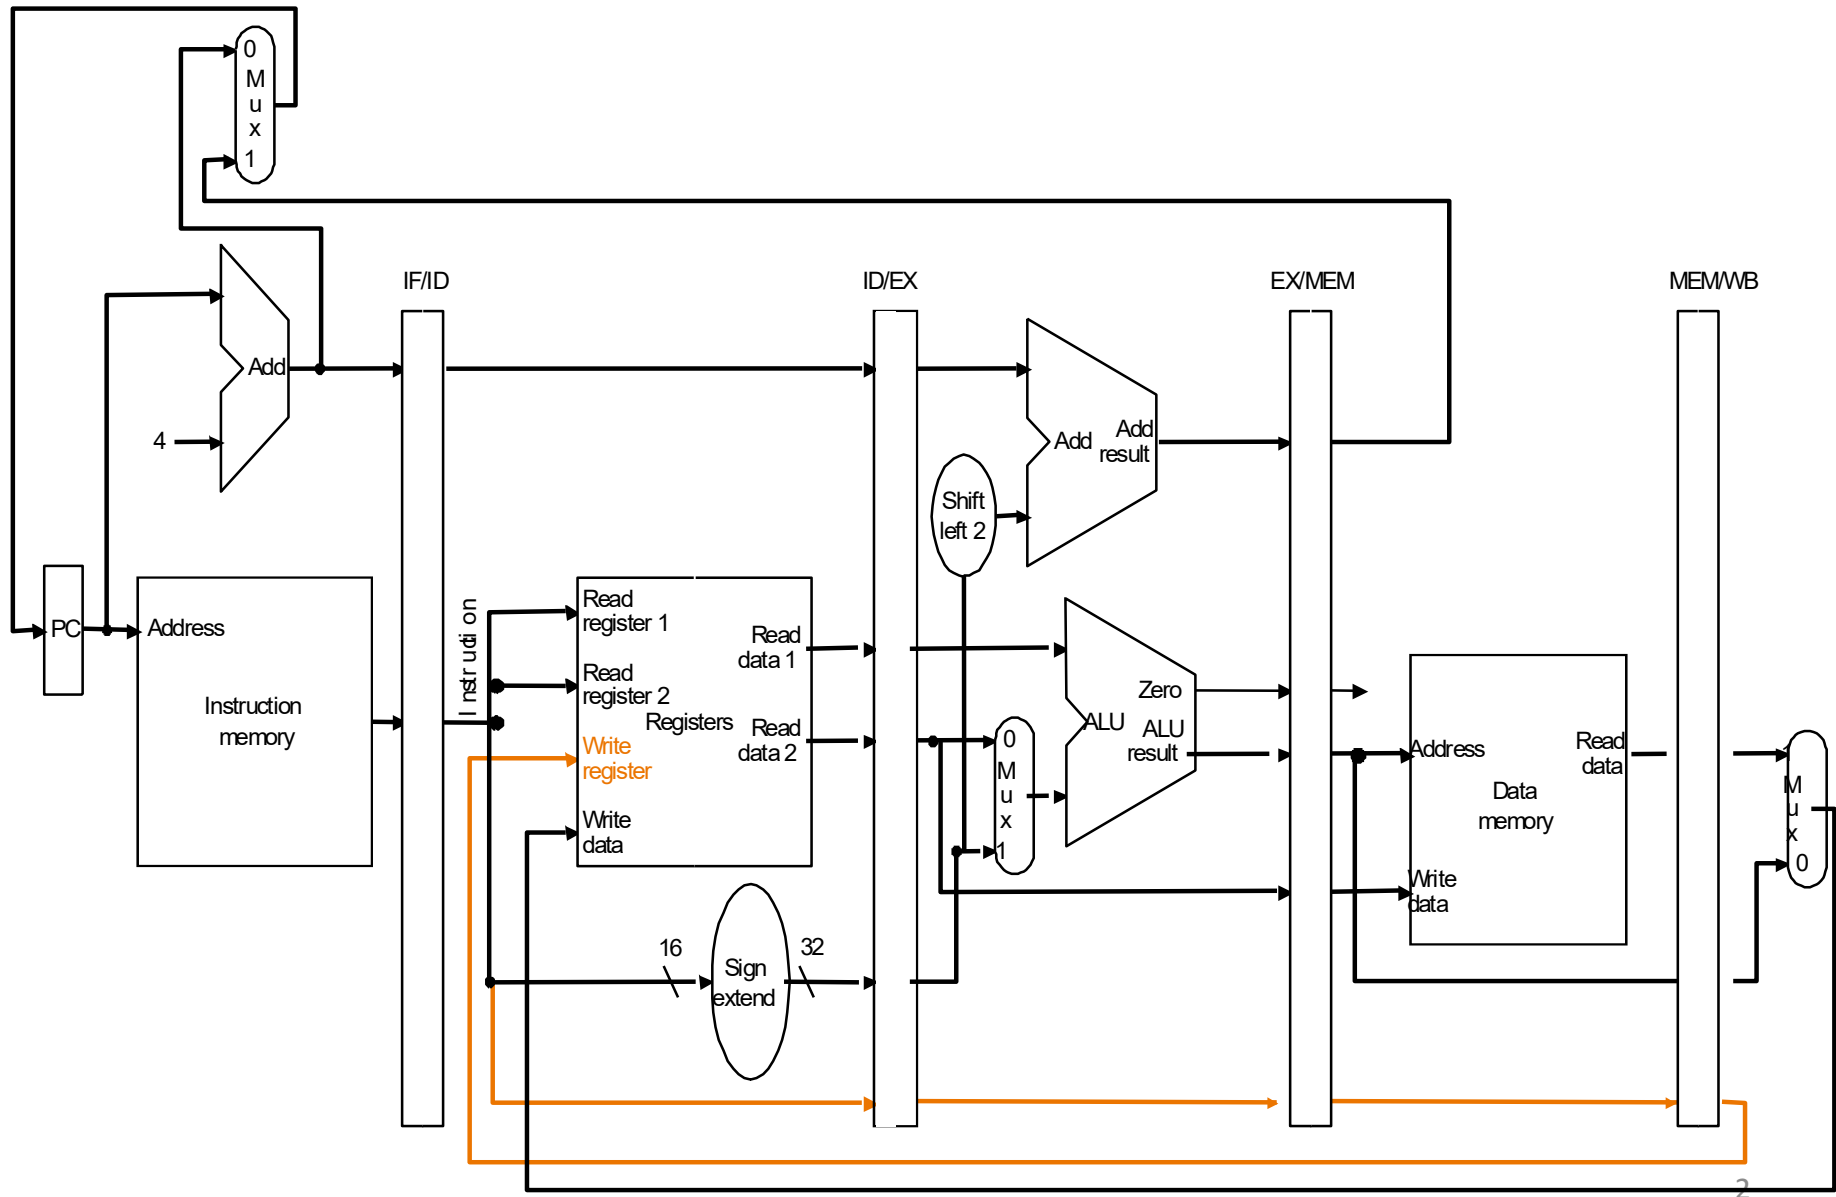 0
M
u
x
1
IF/ID
ID/EX
EX/MEM
MEM/WB
Add
4
Add
Add
result
Shift
left 2
PC
Address
Instruction
memory
Instruction
Read
register 1
Read
register 2
Write
register
Write
data
Registers
Read
data 1
Read
data 2
16
Sign
extend
32
0
M
u
x
1
Zero
ALU
ALU
result
Address
Read
data
Data
memory
Write
data
1
M
u
x
0
2